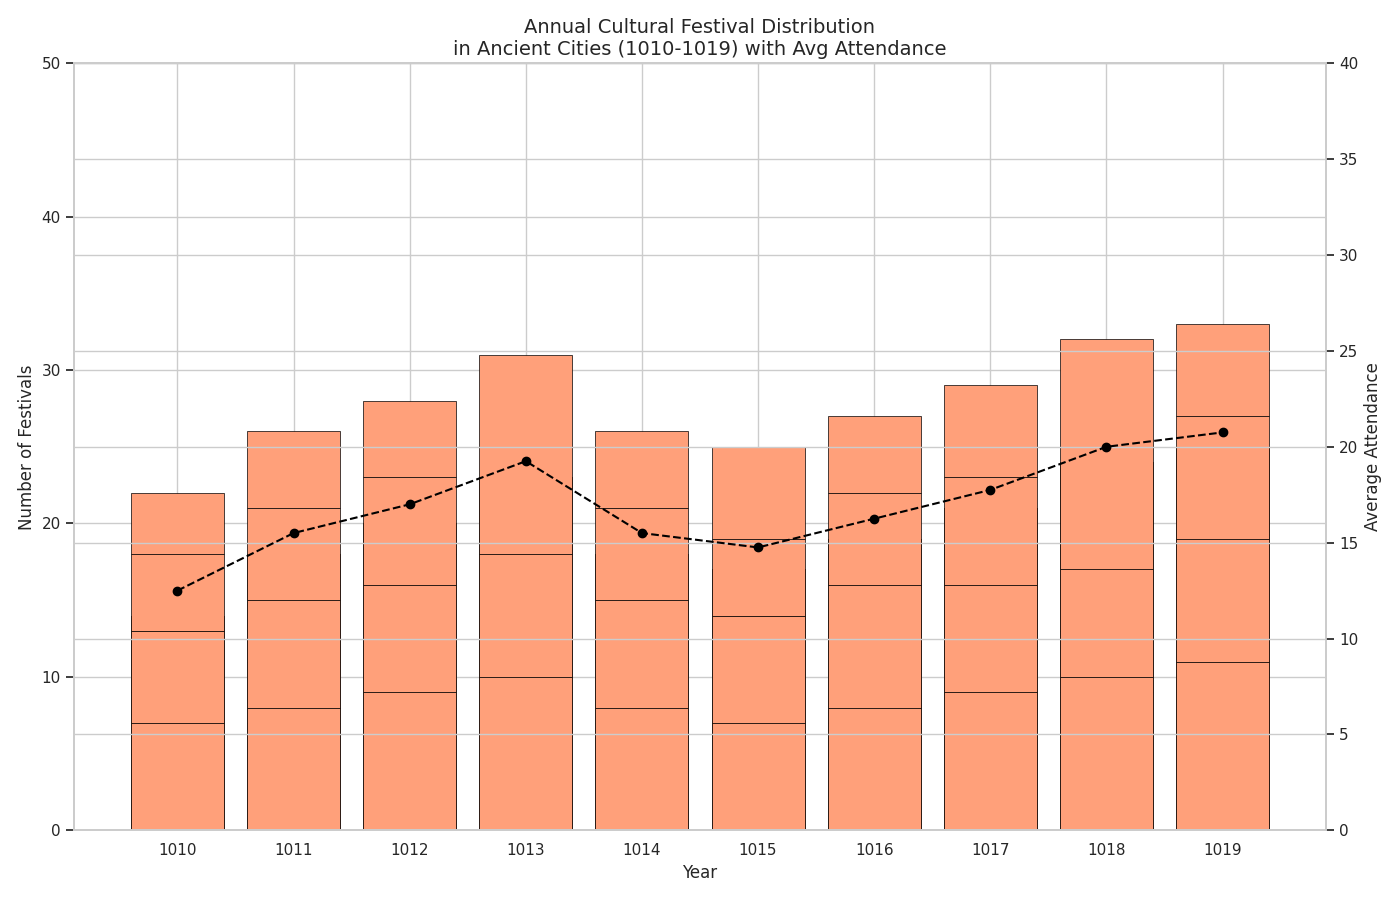 Annual Cultural Festival Distribution
in Ancient Cities (1010-1019) with Avg Attendance
50
40
30
20
10
0
Number of Festivals
40
35
30
25
20
15
10
5
0
Average Attendance
1010 1011 1012 1013 1014 1015 1016 1017 1018 1019
Year